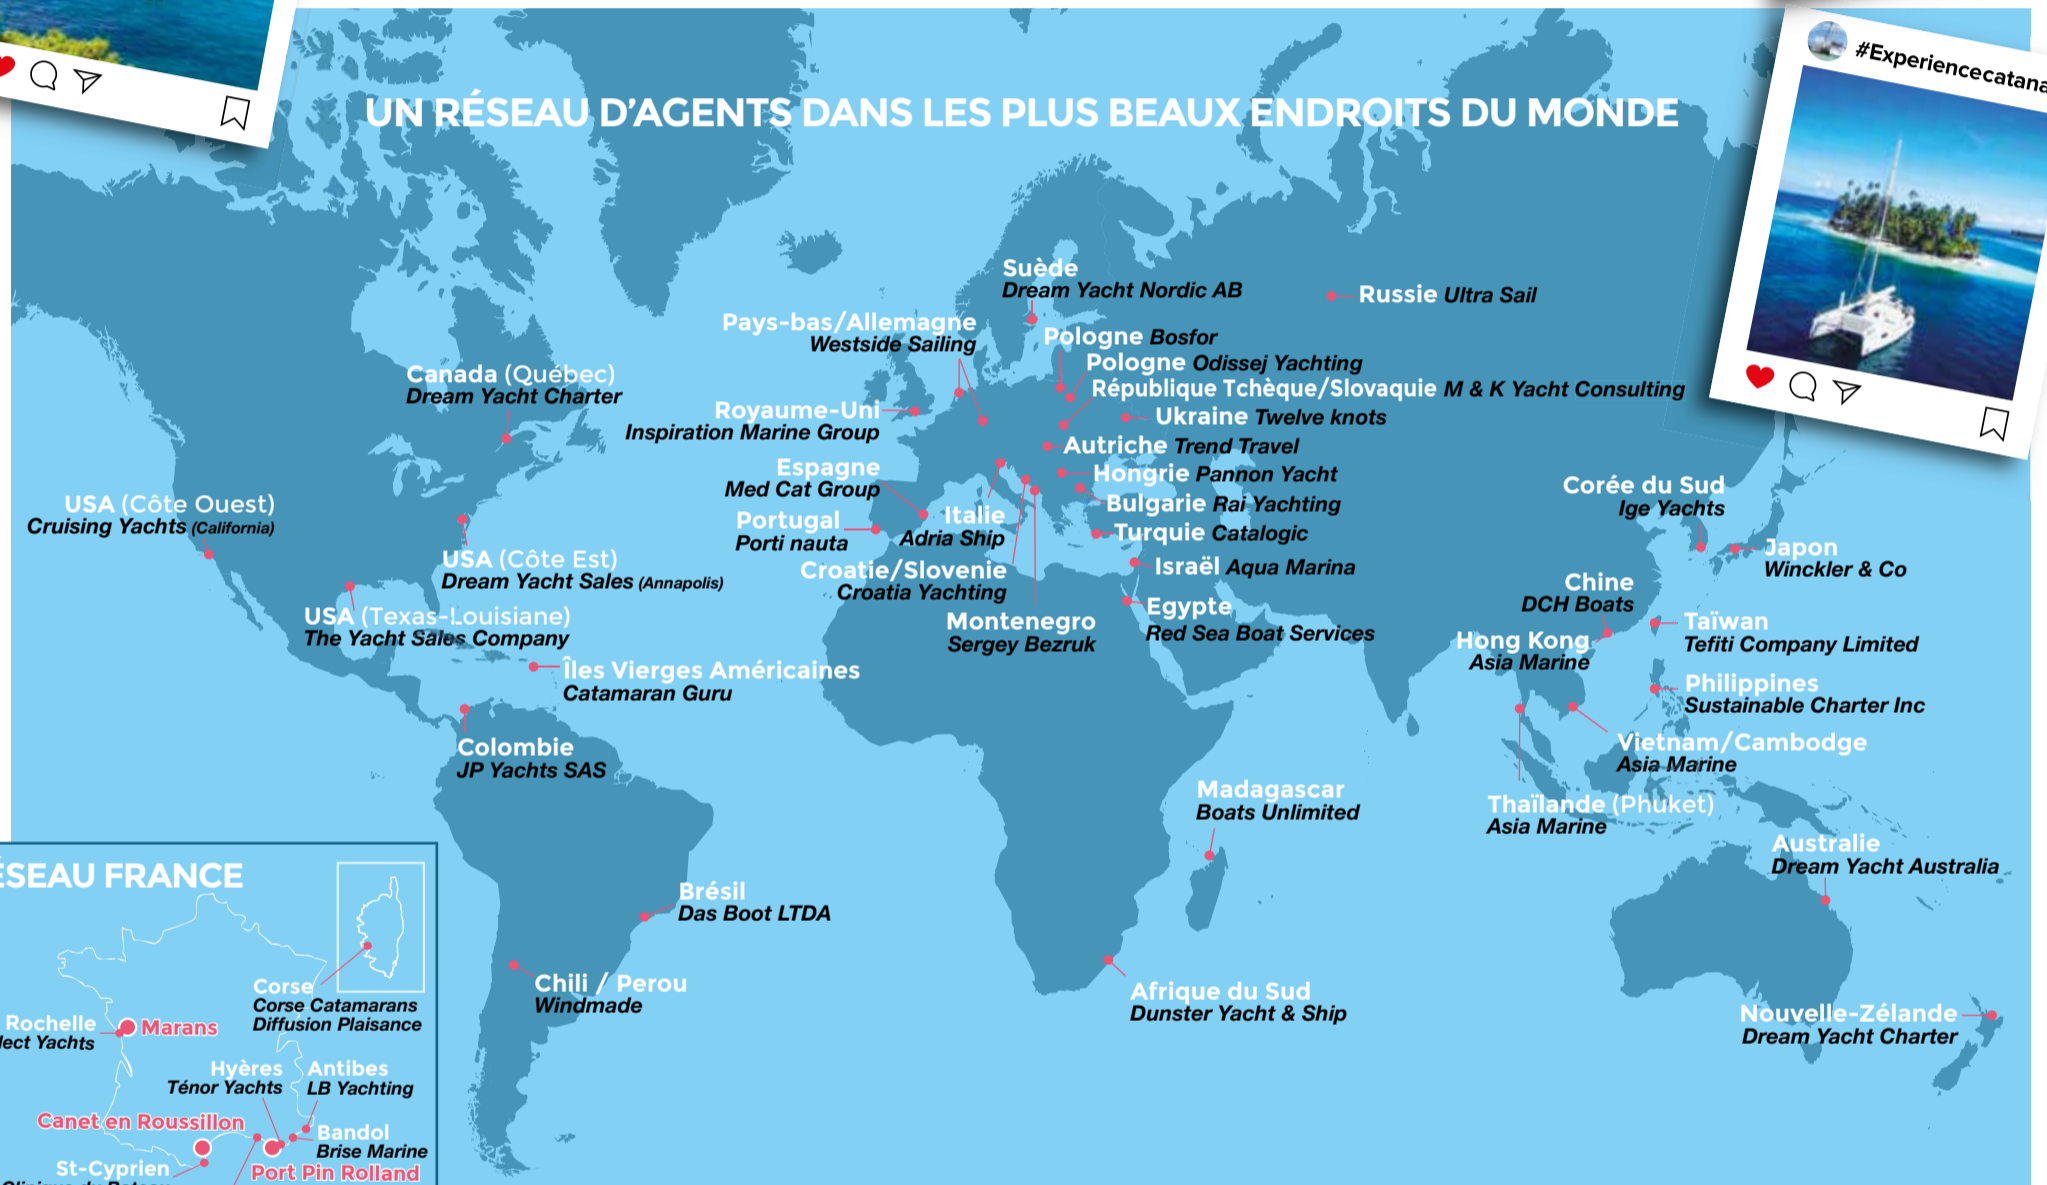 #Experiencecatana
UN RÉSEAU D'AGENTS DANS LES PLUS BEAUX ENDROITS DU MONDE
Suède
Dream Yacht Nordic AB
Russie Ultra Sail
Pays-bas/Allemagne
Westside Sailing
Pologne Bosfor
Pologne Odissej Yachting
République Tchèque/Slovaquie M & K Yacht Consulting
Canada (Québec)
Dream Yacht Charter
Royaume-Uni
Inspiration Marine Group
Ukraine Twelve knots
Autriche Trend Travel
Espagne
Med Cat Group
Hongrie Pannon Yacht
Bulgarie Rai Yachting
USA (Côte Ouest)
Cruising Yachts (California)
Portugal
Porti nauta
Italie
Adria Ship
Turquie Catalogic
Corée du Sud
Ige Yachts
Japon
Winckler & Co
USA (Côte Est)
Dream Yacht Sales (Annapolis)
Croatie/Slovenie
Croatia Yachting
Israël Aqua Marina
Chine
DCH Boats
USA (Texas-Louisiane)
The Yacht Sales Company
Montenegro
Sergey Bezruk
Egypte
Red Sea Boat Services
Hong Kong
Asia Marine
Taïwan
Tefiti Company Limited
Îles Vierges Américaines
Catamaran Guru
Philippines
Sustainable Charter Inc
Colombie
JP Yachts SAS
Vietnam/Cambodge
Asia Marine
Madagascar
Boats Unlimited
Thaïlande (Phuket)
Asia Marine
Australie
Dream Yacht Australia
Brésil
Das Boot LTDA
Chili / Perou
Windmade
Afrique du Sud
Dunster Yacht & Ship
Nouvelle-Zélande
Dream Yacht Charter
ÉSEAU FRANCE
Corse
Corse Catamarans
Diffusion Plaisance
Rochelle
lect Yachts
Marans
Hyères
Ténor Yachts
Antibes
LB Yachting
Canet en Roussillon
Bandol
Brise Marine
St-Cyprien
Port Pin Rolland